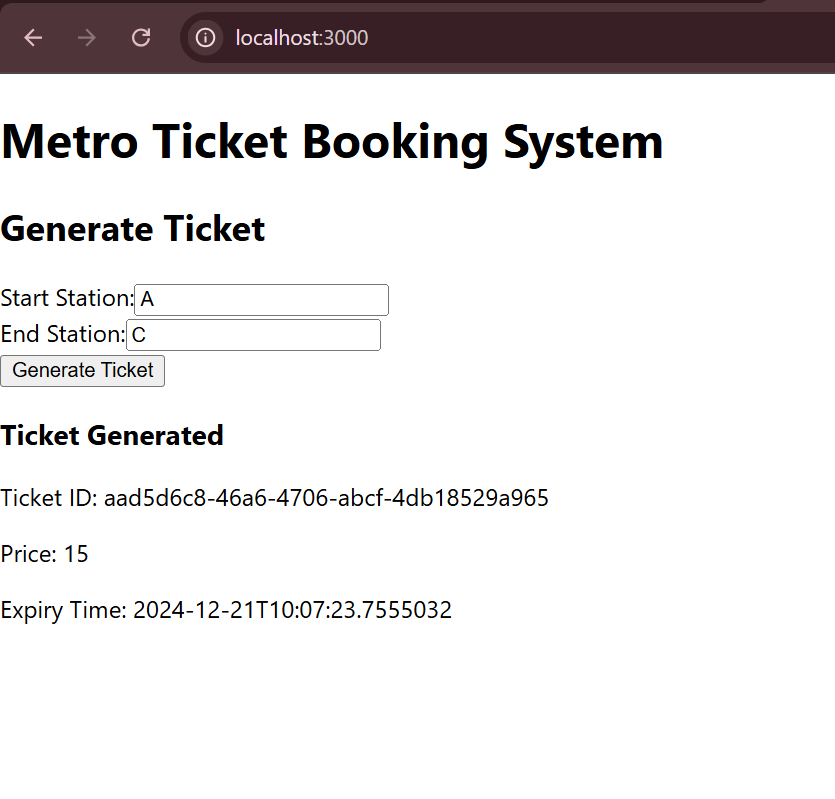 localhost:3000
Metro Ticket Booking System
Generate Ticket
Start Station: A
End Station: C
Generate Ticket
Ticket Generated
Ticket ID: aad5d6c8-46a6-4706-abcf-4db18529a965
Price: 15
Expiry Time: 2024-12-21T10:07:23.7555032